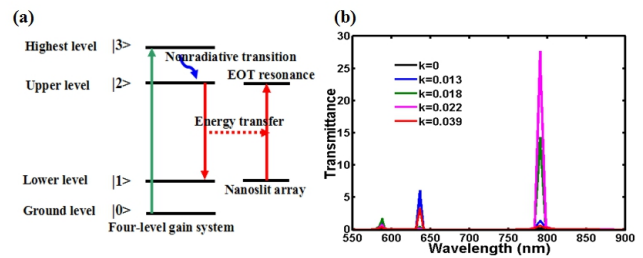 (a)
Highest level |3>
Nonradiative transition
Upper level |2>
EOT resonance
Energy transfer
Lower level |1>
Nanoslit array
Ground level |0>
Four-level gain system
(b)
Transmittance
30
25
20
15
10
5
0
k=0
k=0.013
k=0.018
k=0.022
k=0.039
550 600 650 700 750 800 850 900
Wavelength (nm)